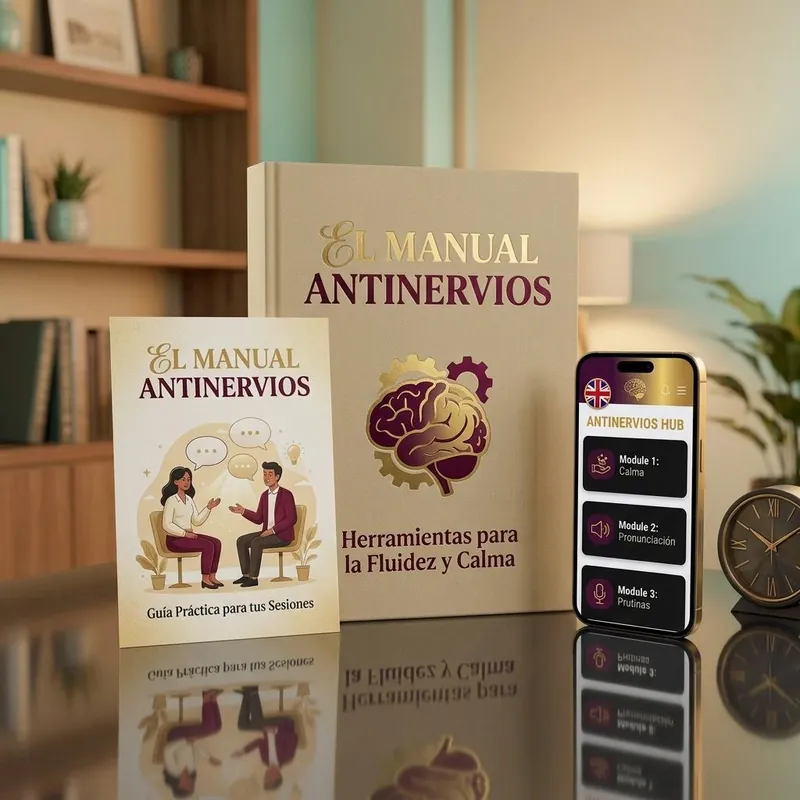 EL MANUAL
ANTINERVIOS
Herramientas para
la Fluidez y Calma
EL MANUAL
ANTINERVIOS
Guía Práctica para tus Sesiones
ANTINERVIOS HUB
Module 1:
Calma
Module 2:
Pronunciación
Module 3:
Prutinas